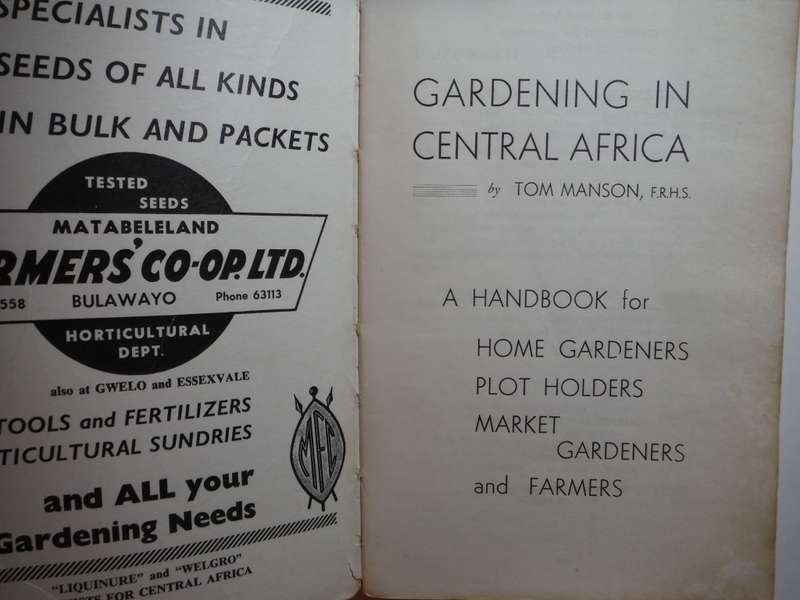 SPECIALISTS IN
SEEDS OF ALL KINDS
IN BULK AND PACKETS
TESTED
SEEDS
MATABELELAND
RMERS' CO-OP. LTD.
558 BULAWAYO Phone 63113
HORTICULTURAL
DEPT.
also at GWELO and ESSEXVALE
TOOLS and FERTILIZERS
TICULTURAL SUNDRIES
MFC
and ALL your
Gardening Needs
"LIQUINURE" and "WELGRO"
FOR CENTRAL AFRICA
GARDENING IN
CENTRAL AFRICA
by TOM MANSON, F.R.H.S.
A HANDBOOK for
HOME GARDENERS
PLOT HOLDERS
MARKET
GARDENERS
and FARMERS